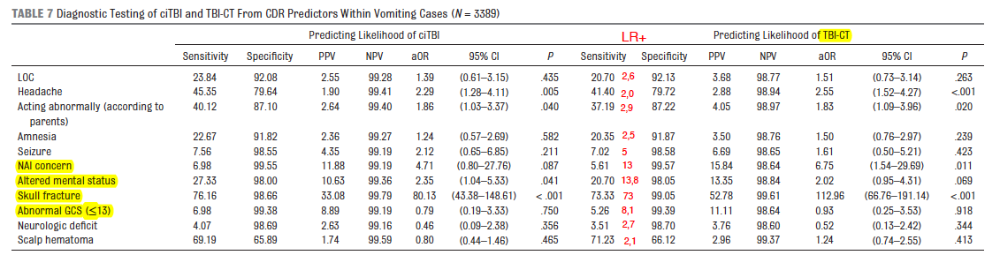 TABLE 7 Diagnostic Testing of ciTBI and TBI-CT From CDR Predictors Within Vomiting Cases (N = 3389)
Predicting Likelihood of ciTBI LR+ Predicting Likelihood of TBI-CT
Sensitivity Specificity PPV NPV aOR 95% CI P Sensitivity Specificity PPV NPV aOR 95% CI P
LOC 23.84 92.08 2.55 99.28 1.39 (0.61–3.15) .435 20.70 2,6 92.13 3.68 98.77 1.51 (0.73–3.14) .263
Headache 45.35 79.64 1.90 99.41 2.29 (1.28–4.11) .005 41.40 2,0 79.72 2.88 98.94 2.55 (1.52–4.27) <.001
Acting abnormally (according to 40.12 87.10 2.64 99.40 1.86 (1.03–3.37) .040 37.19 2,9 87.22 4.05 98.97 1.83 (1.09–3.96) .020
parents)
Amnesia 22.67 91.82 2.36 99.27 1.24 (0.57–2.69) .582 20.35 2,5 91.87 3.50 98.76 1.50 (0.76–2.97) .239
Seizure 7.56 98.55 4.35 99.19 2.12 (0.65–6.85) .211 7.02 5 98.58 6.69 98.65 1.61 (0.50–5.21) .423
NAI concern 6.98 99.55 11.88 99.19 4.71 (0.80–27.76) .087 5.61 13 99.57 15.84 98.64 6.75 (1.54–29.69) .011
Altered mental status 23.26 98.00 10.63 99.36 2.35 (1.04–5.33) .041 20.70 13,8 98.05 13.35 98.84 2.02 (0.95–4.31) .069
Skull fracture 76.16 98.66 33.08 99.79 80.13 (43.38–148.61) < .001 73.33 73 99.05 52.78 99.61 112.96 (66.76–191.14) <.001
Abnormal GCS (≤13) 6.98 99.38 8.89 99.19 0.79 (0.19–3.33) .750 5.26 8,1 99.39 11.11 98.64 0.93 (0.25–3.53) .918
Neurologic deficit 4.07 98.69 2.63 99.16 0.46 (0.09–2.38) .356 3.51 2,7 98.70 3.76 98.60 0.52 (0.13–2.42) .344
Scalp hematoma 69.19 65.89 1.74 99.59 0.80 (0.44–1.46) .465 71.23 2,1 66.12 2.96 99.37 1.24 (0.74–2.55) .413